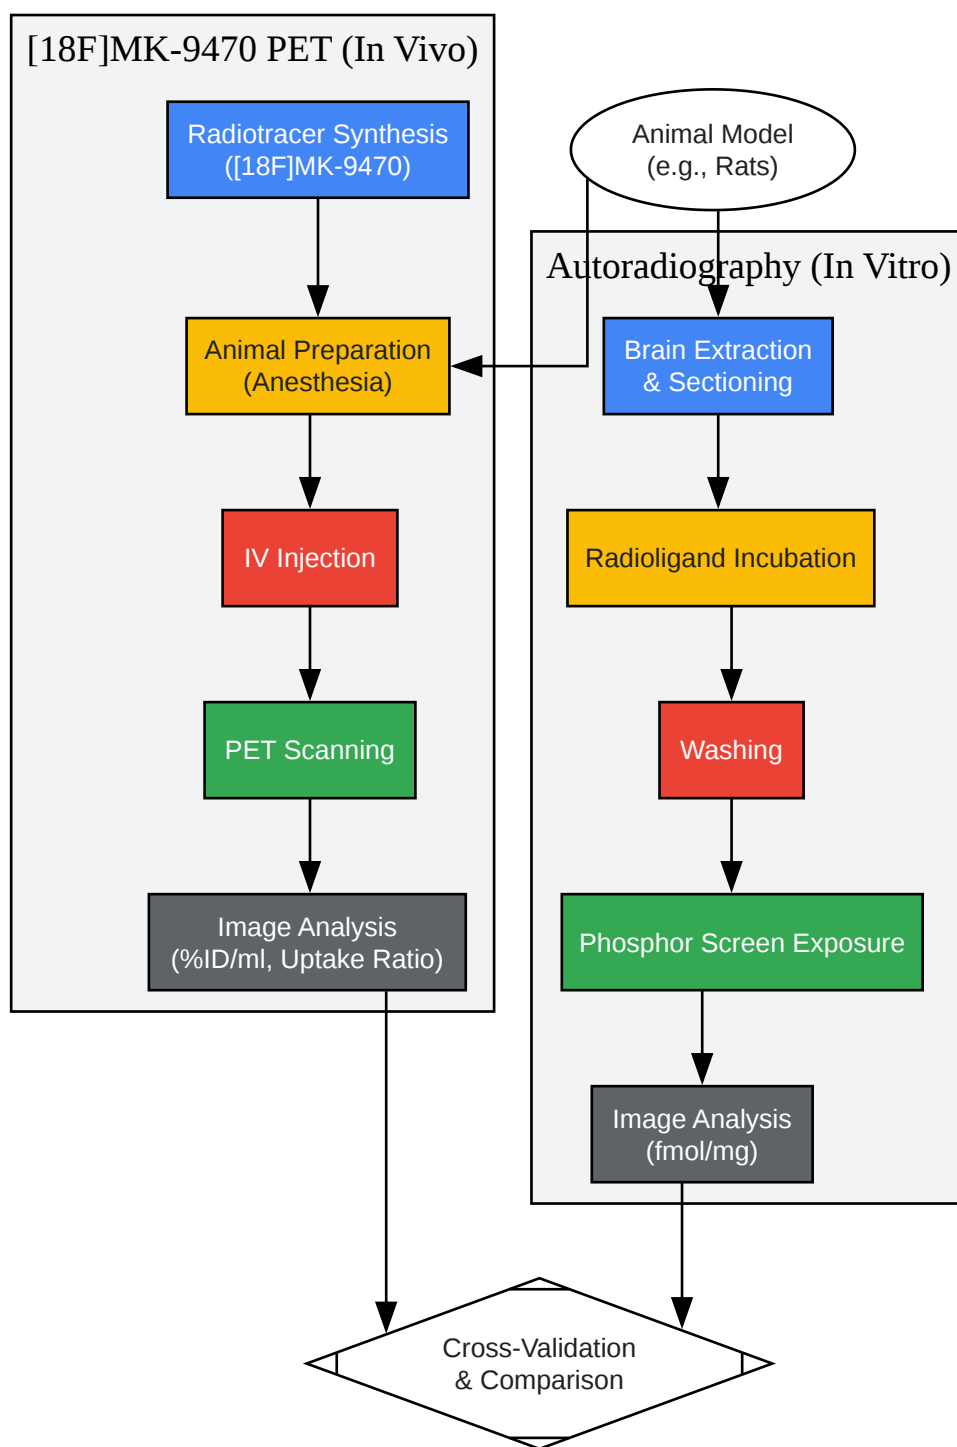 [18F]MK-9470 PET (In Vivo)
Radiotracer Synthesis
([18F]MK-9470)
Animal Preparation
(Anesthesia)
IV Injection
PET Scanning
Image Analysis
(%ID/ml, Uptake Ratio)
Animal Model
(e.g., Rats)
Autoradiography (In Vitro)
Brain Extraction
& Sectioning
Radioligand Incubation
Washing
Phosphor Screen Exposure
Image Analysis
(fmol/mg)
Cross-Validation
& Comparison